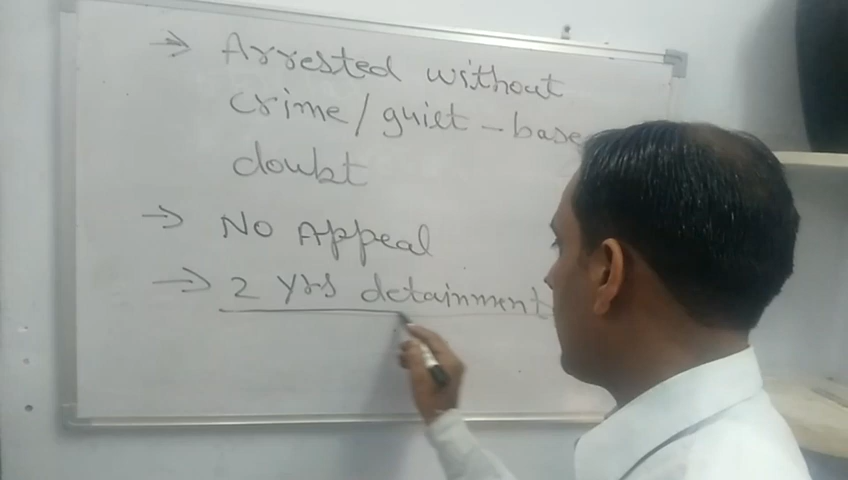 → Arrested without
crime/guilt - base
doubt
→ No Appeal
→ 2 yrs detainment